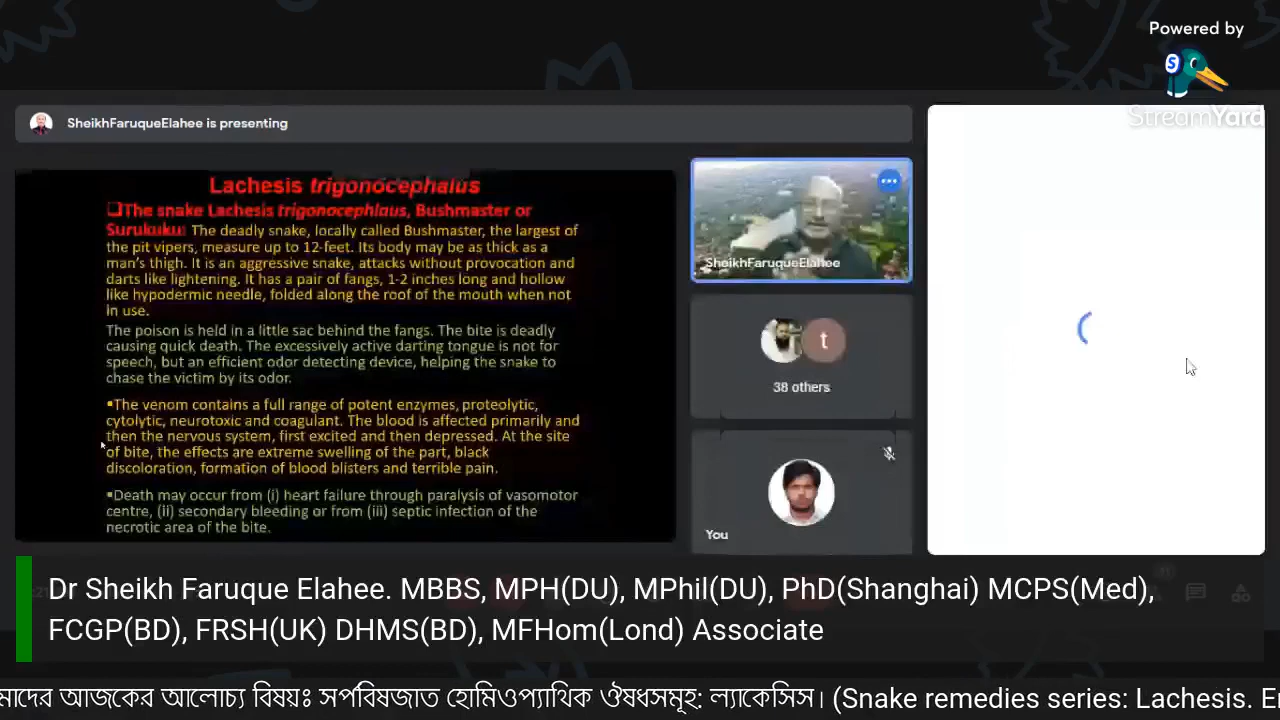 Powered by
S
StreamYard
SheikhFaruqueElahee is presenting
Lachesis trigonocephalus
❑The snake Lachesis trigonocephlaus, Bushmaster or
Surukuku: The deadly snake, locally called Bushmaster, the largest of
the pit vipers, measure up to 12-feet. Its body may be as thick as a
man's thigh. It is an aggressive snake, attacks without provocation and
darts like lightening. It has a pair of fangs, 1-2 inches long and hollow
like hypodermic needle, folded along the roof of the mouth when not
in use.
The poison is held in a little sac behind the fangs. The bite is deadly
causing quick death. The excessively active darting tongue is not for
speech, but an efficient odor detecting device, helping the snake to
chase the victim by its odor.
▪The venom contains a full range of potent enzymes, proteolytic,
cytolytic, neurotoxic and coagulant. The blood is affected primarily and
then the nervous system, first excited and then depressed. At the site
of bite, the effects are extreme swelling of the part, black
discoloration, formation of blood blisters and terrible pain.
▪Death may occur from (i) heart failure through paralysis of vasomotor
centre, (ii) secondary bleeding or from (iii) septic infection of the
necrotic area of the bite.
SheikhFaruqueElahee
t
38 others
You
Dr Sheikh Faruque Elahee. MBBS, MPH(DU), MPhil(DU), PhD(Shanghai) MCPS(Med),
FCGP(BD), FRSH(UK) DHMS(BD), MFHom(Lond) Associate
মাদের আজকের আলোচ্য বিষয়ঃ সর্পবিষজাত হোমিওপ্যাথিক ঔষধসমূহ: ল্যাকেসিস। (Snake remedies series: Lachesis.